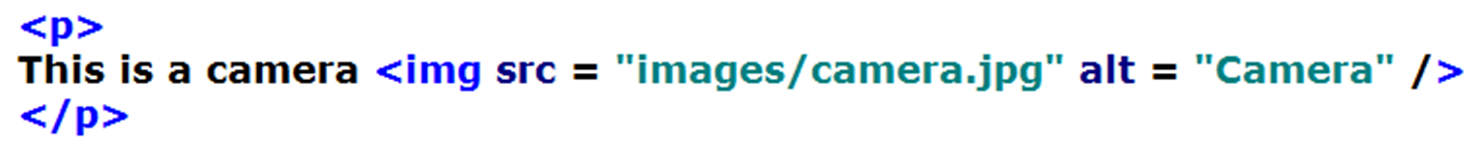 <p>
This is a camera <img src = "images/camera.jpg" alt = "Camera" />
</p>